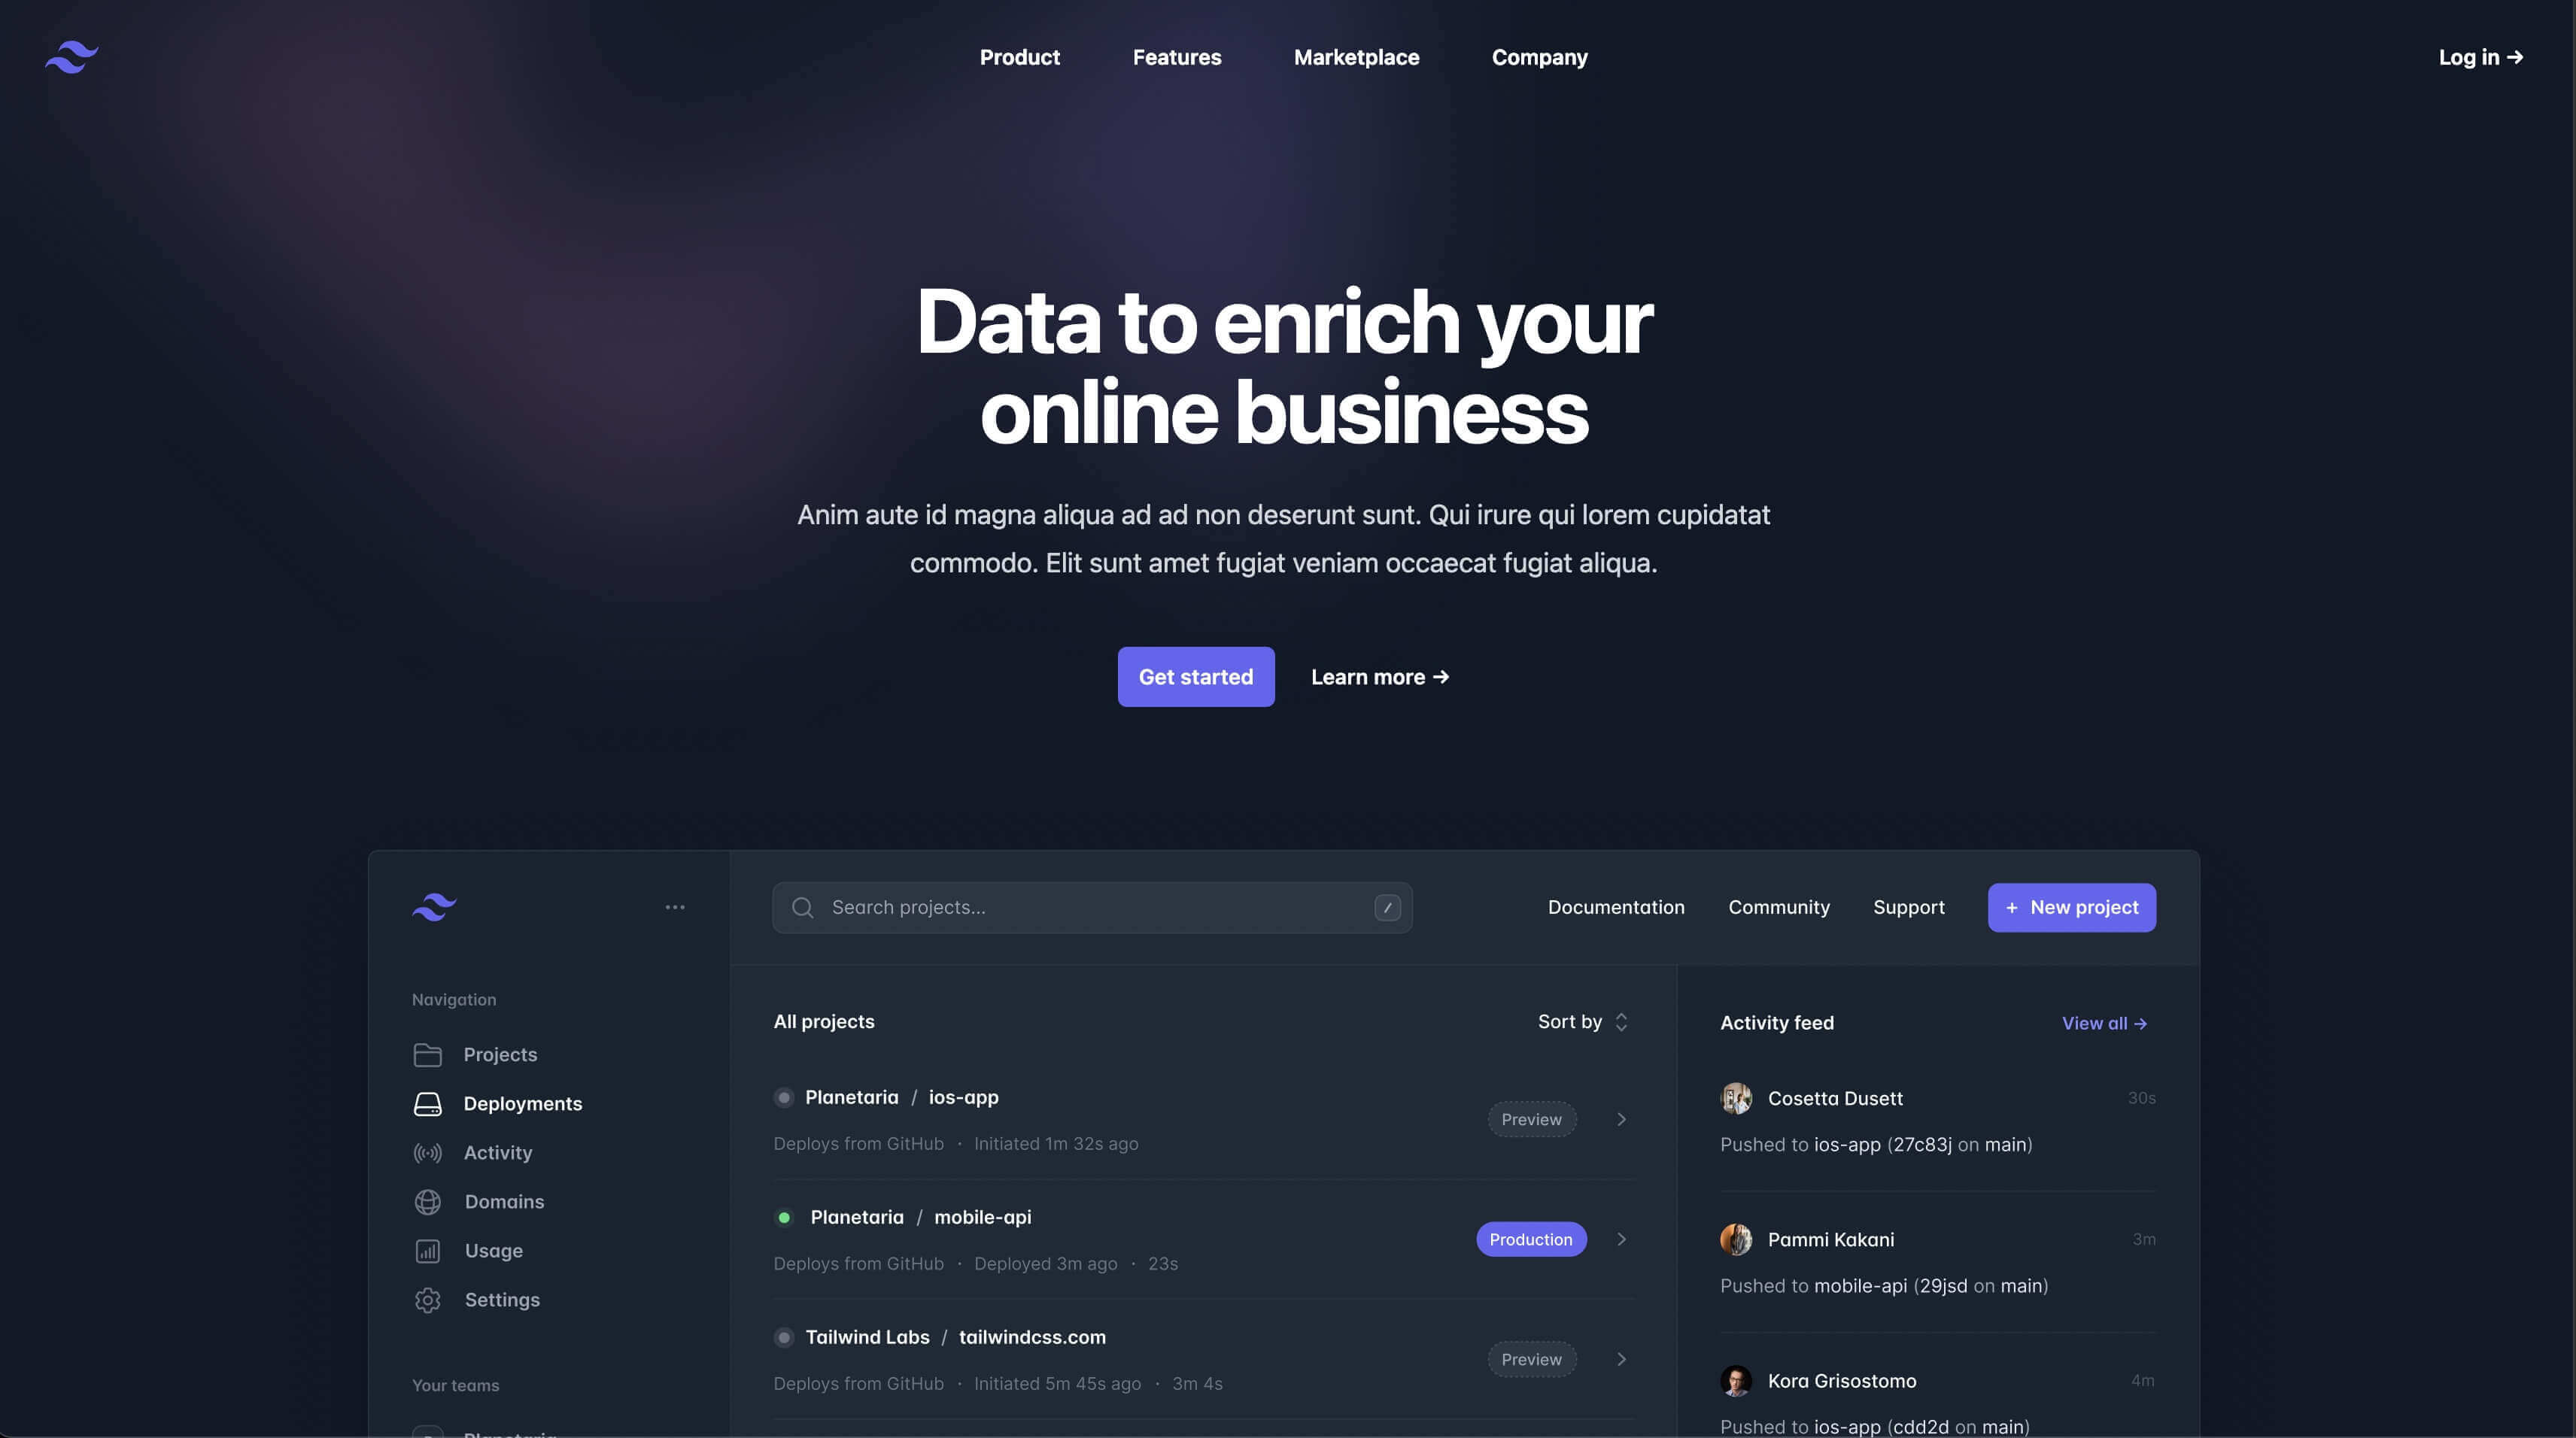 Product Features Marketplace Company Log in →
Data to enrich your
online business
Anim aute id magna aliqua ad ad non deserunt sunt. Qui irure qui lorem cupidatat
commodo. Elit sunt amet fugiat veniam occaecat fugiat aliqua.
Get started Learn more →
Search projects... / Documentation Community Support + New project
Navigation
Projects
Deployments
Activity
Domains
Usage
Settings
Your teams
Planetaria
All projects Sort by
Planetaria / ios-app
Preview
Deploys from GitHub · Initiated 1m 32s ago
Planetaria / mobile-api
Production
Deploys from GitHub · Deployed 3m ago · 23s
Tailwind Labs / tailwindcss.com
Preview
Deploys from GitHub · Initiated 5m 45s ago · 3m 4s
Activity feed View all →
Cosetta Dusett 30s
Pushed to ios-app (27c83j on main)
Pammi Kakani 3m
Pushed to mobile-api (29jsd on main)
Kora Grisostomo 4m
Pushed to ios-app (cdd2d on main)